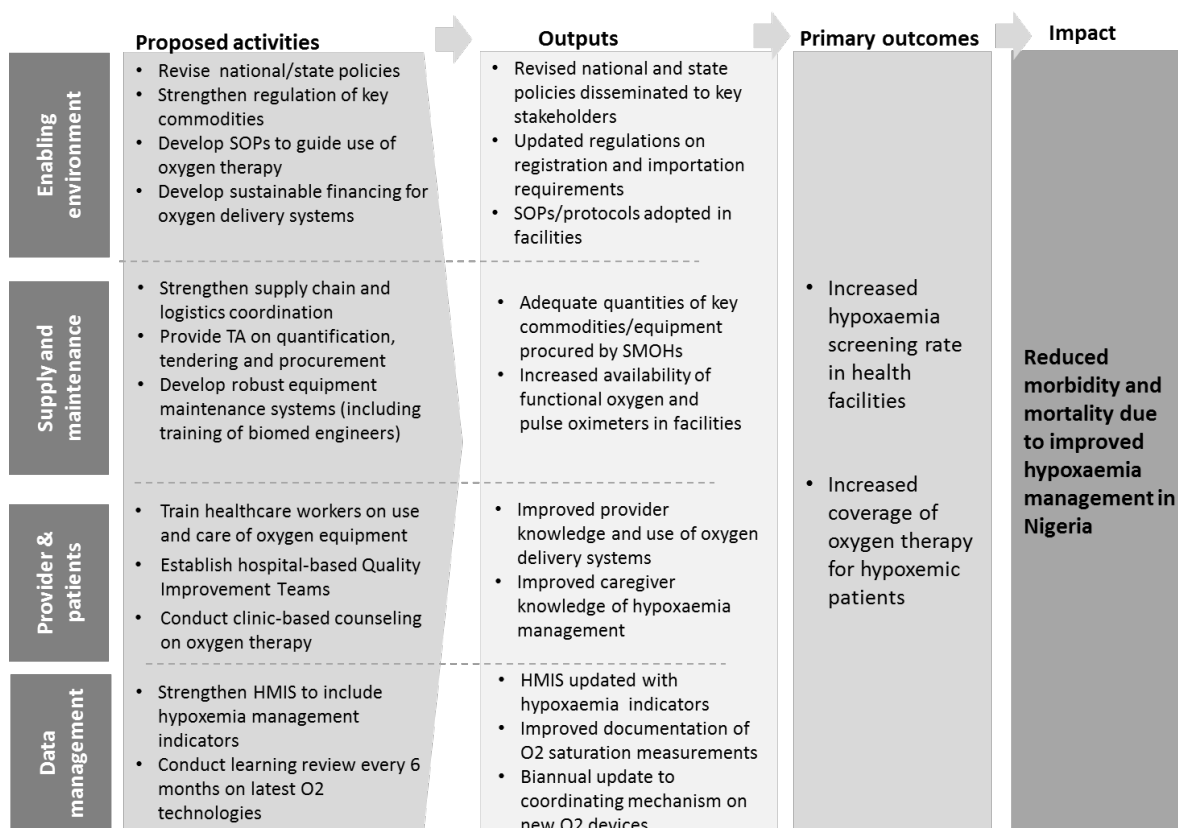 Proposed activities
Outputs
Primary outcomes
Impact
Enabling
environment
• Revise national/state policies
• Strengthen regulation of key
commodities
• Develop SOPs to guide use of
oxygen therapy
• Develop sustainable financing for
oxygen delivery systems
• Revised national and state
policies disseminated to key
stakeholders
• Updated regulations on
registration and importation
requirements
• SOPs/protocols adopted in
facilities
Supply and
maintenance
• Strengthen supply chain and
logistics coordination
• Provide TA on quantification,
tendering and procurement
• Develop robust equipment
maintenance systems (including
training of biomed engineers)
• Adequate quantities of key
commodities/equipment
procured by SMOHs
• Increased availability of
functional oxygen and
pulse oximeters in facilities
Provider &
patients
• Train healthcare workers on use
and care of oxygen equipment
• Establish hospital-based Quality
Improvement Teams
• Conduct clinic-based counseling
on oxygen therapy
• Improved provider
knowledge and use of oxygen
delivery systems
• Improved caregiver
knowledge of hypoxaemia
management
Data
management
• Strengthen HMIS to include
hypoxemia management
indicators
• Conduct learning review every 6
months on latest O2
technologies
• HMIS updated with
hypoxaemia indicators
• Improved documentation of
O2 saturation measurements
• Biannual update to
coordinating mechanism on
new O2 devices
• Increased
hypoxaemia
screening rate
in health
facilities
• Increased
coverage of
oxygen therapy
for hypoxemic
patients
Reduced
morbidity and
mortality due
to improved
hypoxaemia
management in
Nigeria